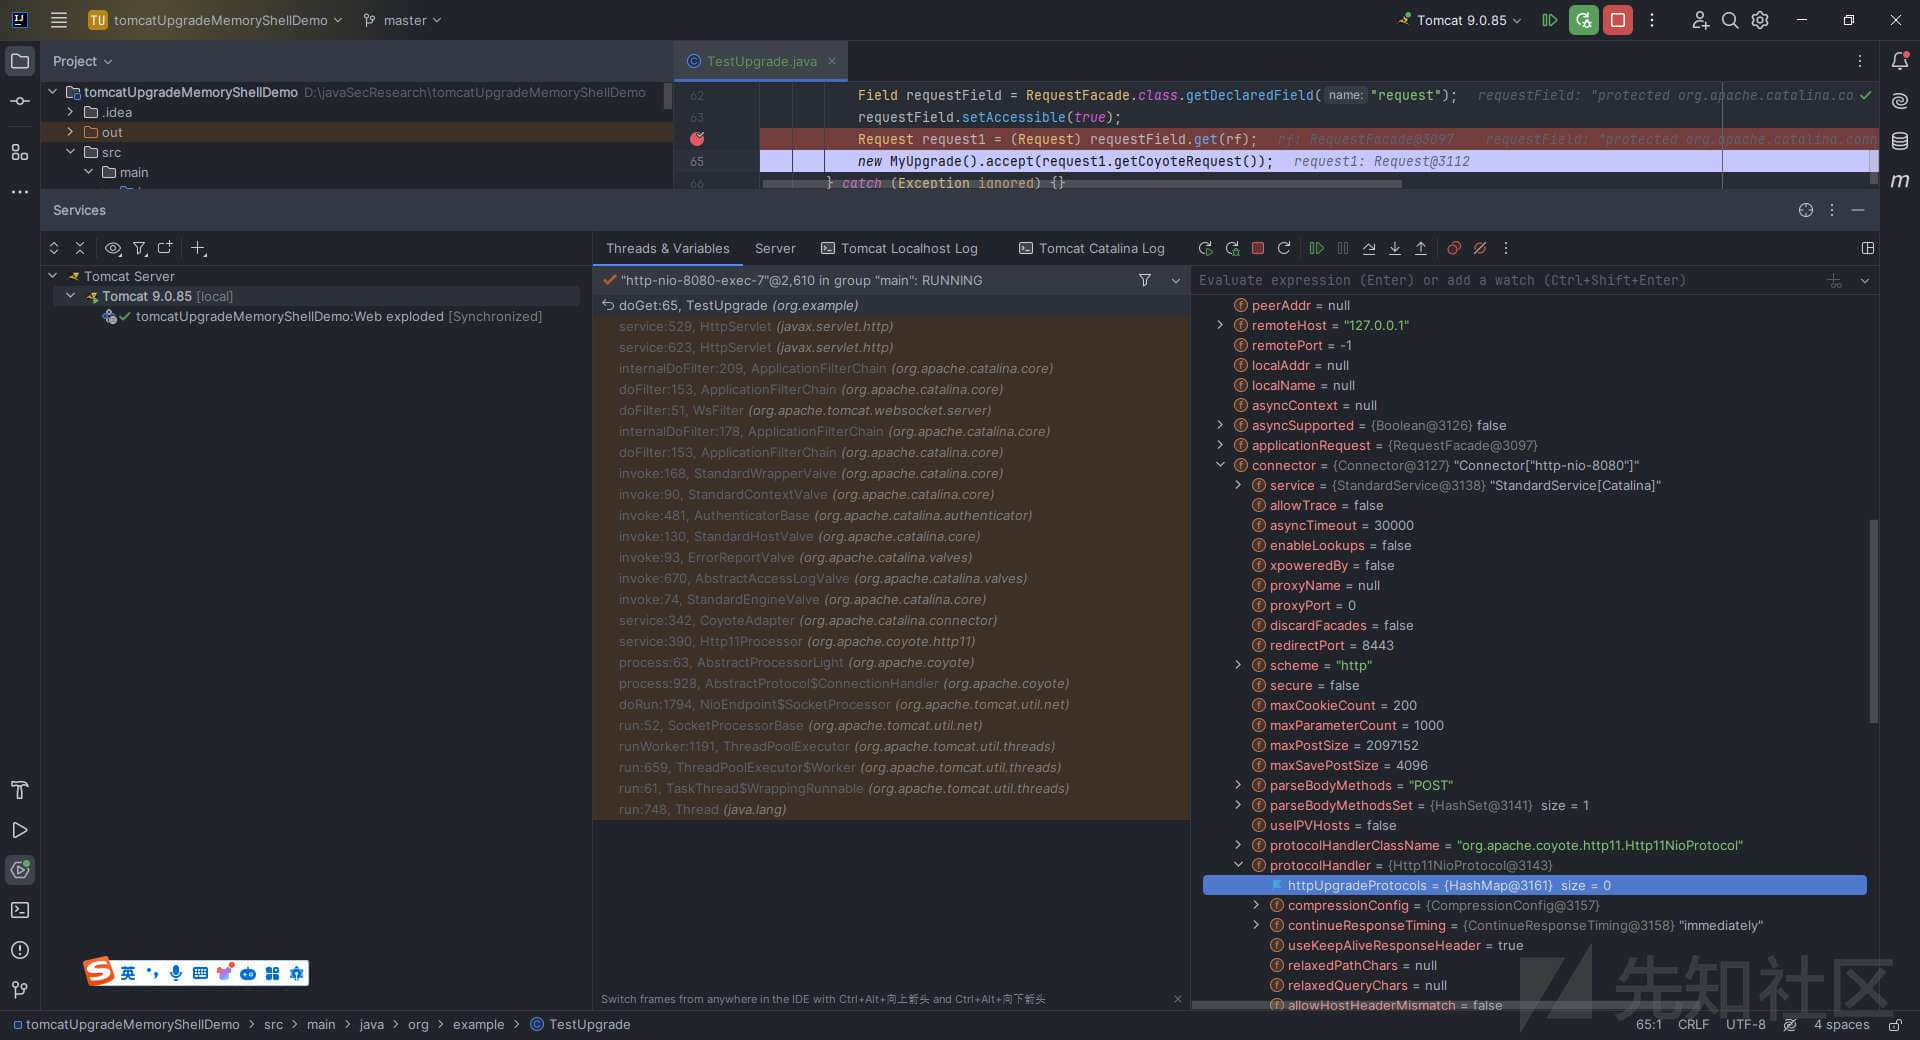 TU tomcatUpgradeMemoryShellDemo master Tomcat 9.0.85
Project
tomcatUpgradeMemoryShellDemo D:\javaSecResearch\tomcatUpgradeMemoryShellDemo
.idea
out
src
main
TestUpgrade.java
62 Field requestField = RequestFacade.class.getDeclaredField( name: "request"); requestField: "protected org.apache.catalina.co
63 requestField.setAccessible(true);
Request request1 = (Request) requestField.get(rf); rf: RequestFacade@3097 requestField: "protected org.apache.catalina.conn
65 new MyUpgrade().accept(request1.getCoyoteRequest()); request1: Request@3112
66 } catch (Exception ignored) {}
Services
Tomcat Server
Tomcat 9.0.85 [local]
tomcatUpgradeMemoryShellDemo:Web exploded [Synchronized]
Threads & Variables Server Tomcat Localhost Log Tomcat Catalina Log
"http-nio-8080-exec-7"@2,610 in group "main": RUNNING
doGet:65, TestUpgrade (org.example)
service:529, HttpServlet (javax.servlet.http)
service:623, HttpServlet (javax.servlet.http)
internalDoFilter:209, ApplicationFilterChain (org.apache.catalina.core)
doFilter:153, ApplicationFilterChain (org.apache.catalina.core)
doFilter:51, WsFilter (org.apache.tomcat.websocket.server)
internalDoFilter:178, ApplicationFilterChain (org.apache.catalina.core)
doFilter:153, ApplicationFilterChain (org.apache.catalina.core)
invoke:168, StandardWrapperValve (org.apache.catalina.core)
invoke:90, StandardContextValve (org.apache.catalina.core)
invoke:481, AuthenticatorBase (org.apache.catalina.authenticator)
invoke:130, StandardHostValve (org.apache.catalina.core)
invoke:93, ErrorReportValve (org.apache.catalina.valves)
invoke:670, AbstractAccessLogValve (org.apache.catalina.valves)
invoke:74, StandardEngineValve (org.apache.catalina.core)
service:342, CoyoteAdapter (org.apache.catalina.connector)
service:390, Http11Processor (org.apache.coyote.http11)
process:63, AbstractProcessorLight (org.apache.coyote)
process:928, AbstractProtocol$ConnectionHandler (org.apache.coyote)
doRun:1794, NioEndpoint$SocketProcessor (org.apache.tomcat.util.net)
run:52, SocketProcessorBase (org.apache.tomcat.util.net)
runWorker:1191, ThreadPoolExecutor (org.apache.tomcat.util.threads)
run:659, ThreadPoolExecutor$Worker (org.apache.tomcat.util.threads)
run:61, TaskThread$WrappingRunnable (org.apache.tomcat.util.threads)
run:748, Thread (java.lang)
Switch frames from anywhere in the IDE with Ctrl+Alt+向上箭头 and Ctrl+Alt+向下箭头
Evaluate expression (Enter) or add a watch (Ctrl+Shift+Enter)
peerAddr = null
remoteHost = "127.0.0.1"
remotePort = -1
localAddr = null
localName = null
asyncContext = null
asyncSupported = {Boolean@3126} false
applicationRequest = {RequestFacade@3097}
connector = {Connector@3127} "Connector["http-nio-8080"]"
service = {StandardService@3138} "StandardService[Catalina]"
allowTrace = false
asyncTimeout = 30000
enableLookups = false
xpoweredBy = false
proxyName = null
proxyPort = 0
discardFacades = false
redirectPort = 8443
scheme = "http"
secure = false
maxCookieCount = 200
maxParameterCount = 1000
maxPostSize = 2097152
maxSavePostSize = 4096
parseBodyMethods = "POST"
parseBodyMethodsSet = {HashSet@3141} size = 1
useIPVHosts = false
protocolHandlerClassName = "org.apache.coyote.http11.Http11NioProtocol"
protocolHandler = {Http11NioProtocol@3143}
httpUpgradeProtocols = {HashMap@3161} size = 0
compressionConfig = {CompressionConfig@3157}
continueResponseTiming = {ContinueResponseTiming@3158} "immediately"
useKeepAliveResponseHeader = true
relaxedPathChars = null
relaxedQueryChars = null
allowHostHeaderMismatch = false
英
先知社区
tomcatUpgradeMemoryShellDemo > src > main > java > org > example > TestUpgrade
65:1 CRLF UTF-8 4 spaces